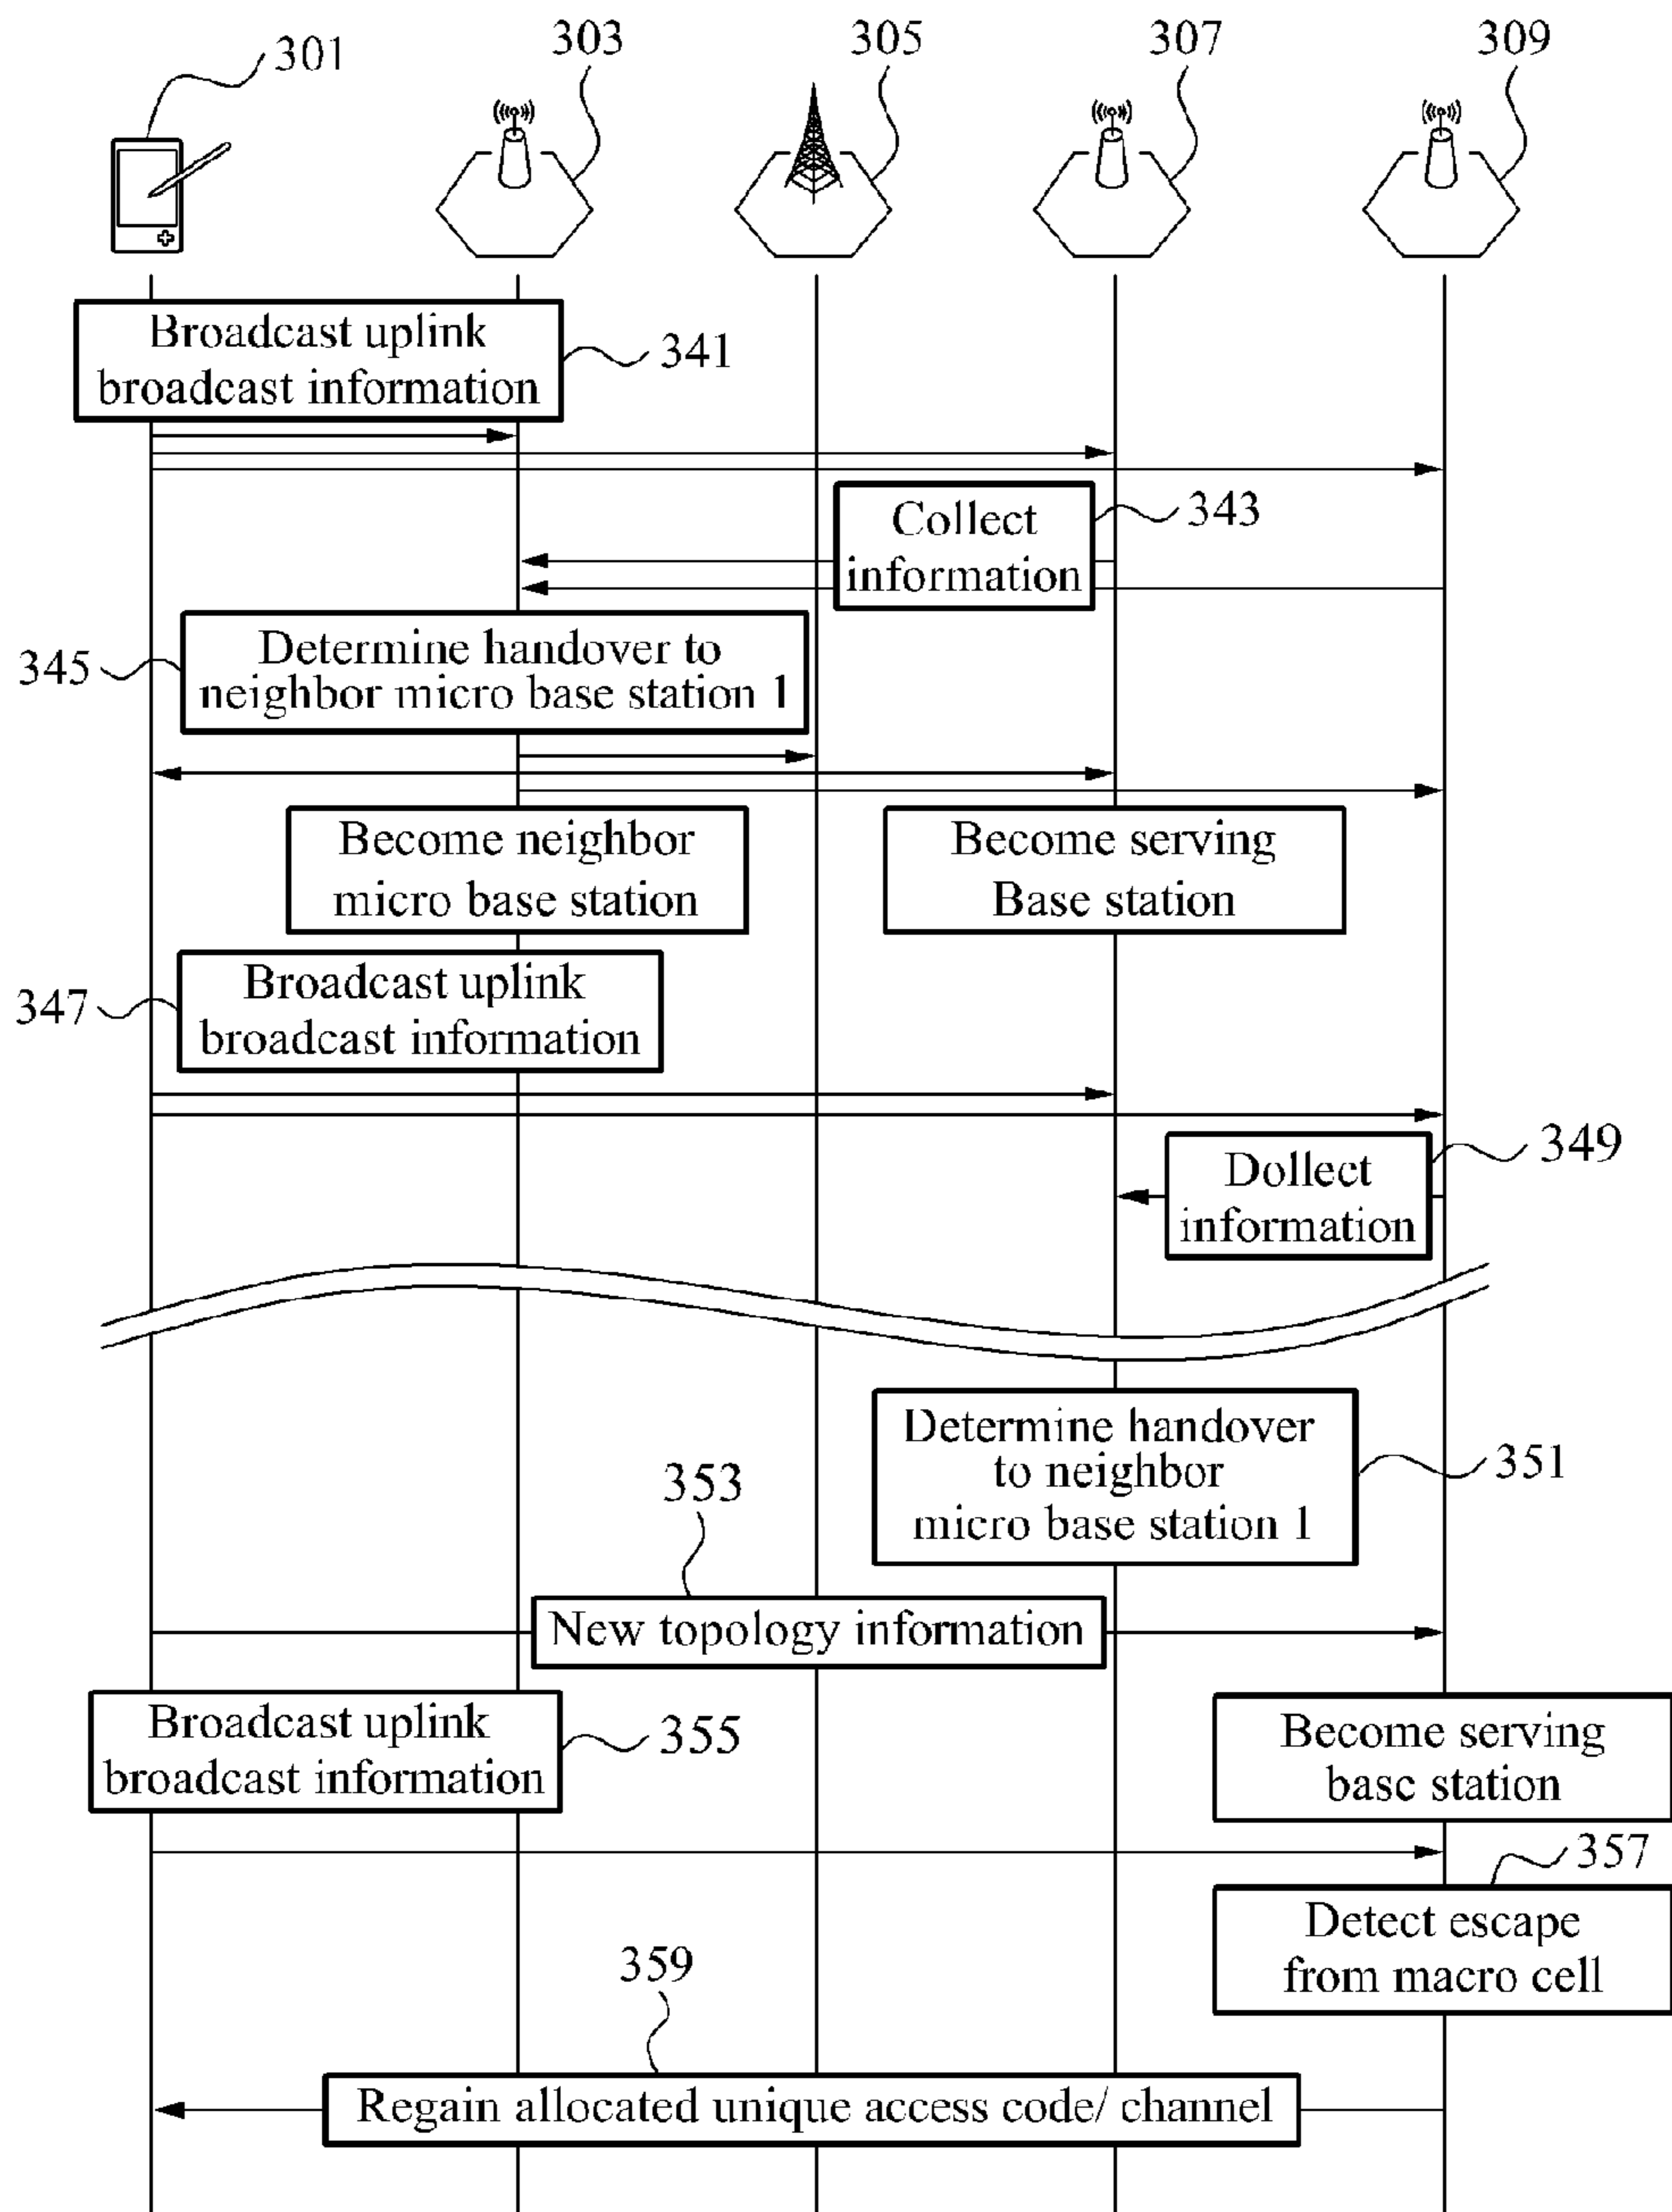 301
303
305
307
309
Broadcast uplink
broadcast information
341
Collect
information
343
345
Determine handover to
neighbor micro base station 1
Become neighbor
micro base station
Become serving
Base station
347
Broadcast uplink
broadcast information
349
Dollect
information
Determine handover
to neighbor
micro base station 1
351
353
New topology information
Broadcast uplink
broadcast information
355
Become serving
base station
357
Detect escape
from macro cell
359
Regain allocated unique access code/ channel